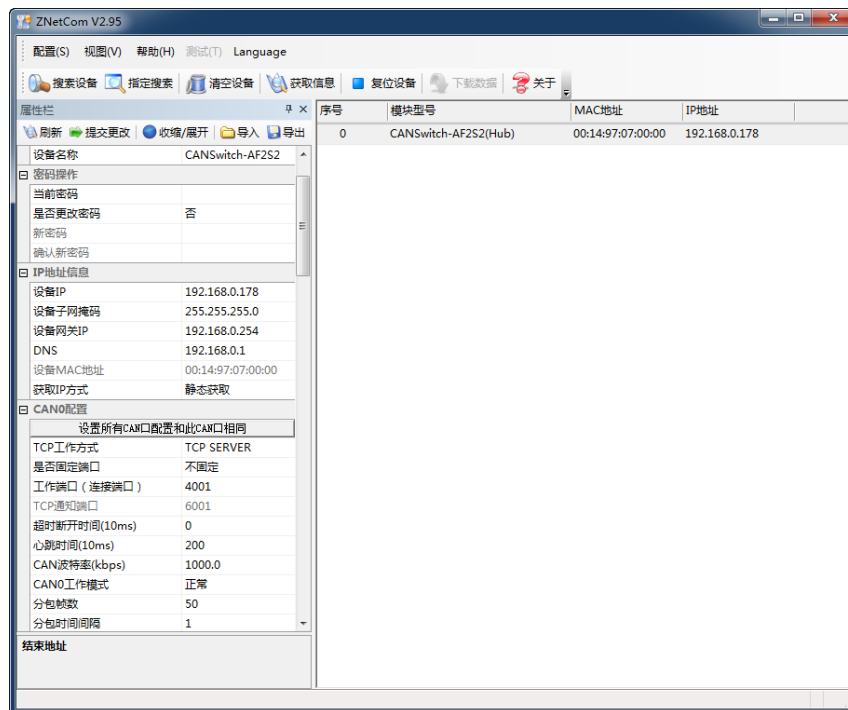 ZNetCom V2.95
配置(S) 视图(V) 帮助(H) 测试(T) Language
搜索设备 指定搜索 清空设备 获取信息 复位设备 下载数据 关于
属性栏
刷新 提交更改 收缩/展开 导入 导出
设备名称 CANSwitch-AF2S2
密码操作
当前密码
是否更改密码 否
新密码
确认新密码
IP地址信息
设备IP 192.168.0.178
设备子网掩码 255.255.255.0
设备网关IP 192.168.0.254
DNS 192.168.0.1
设备MAC地址 00:14:97:07:00:00
获取IP方式 静态获取
CAN0配置
设置所有CAN口配置和此CAN口相同
TCP工作方式 TCP SERVER
是否固定端口 不固定
工作端口（连接端口） 4001
TCP通知端口 6001
超时断开时间(10ms) 0
心跳时间(10ms) 200
CAN波特率(kbps) 1000.0
CAN0工作模式 正常
分包帧数 50
分包时间间隔 1
结束地址
序号 模块型号 MAC地址 IP地址
0 CANSwitch-AF2S2(Hub) 00:14:97:07:00:00 192.168.0.178